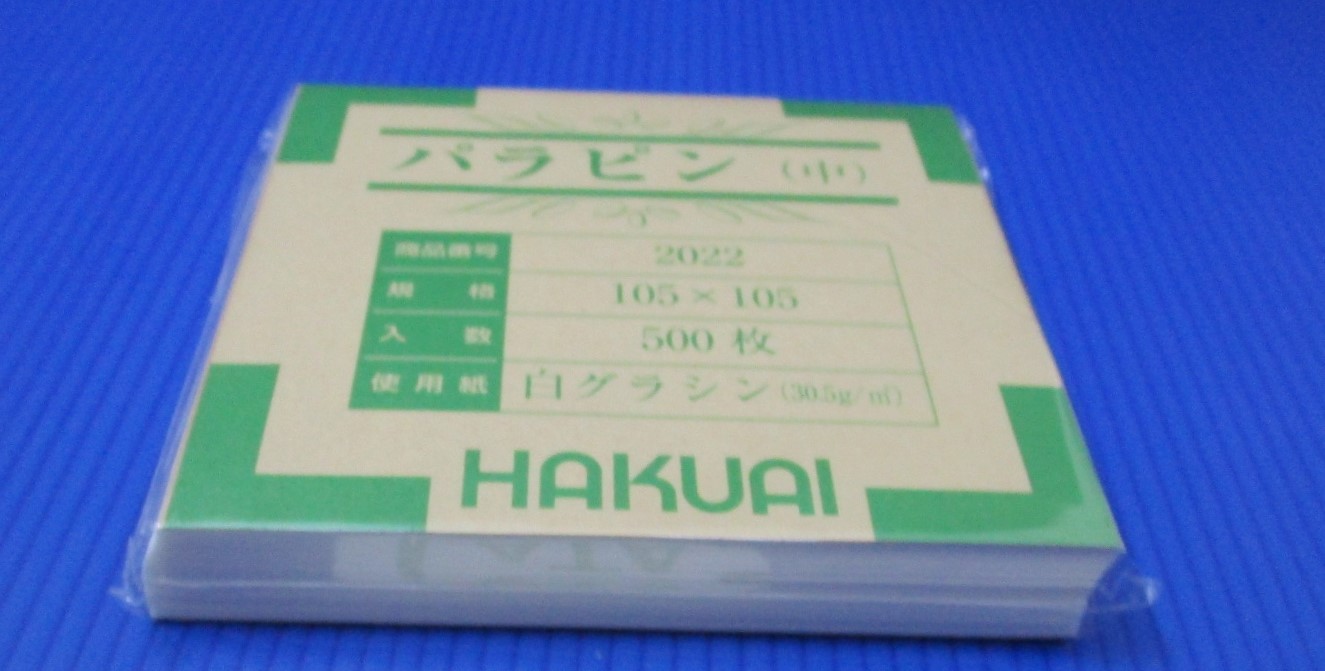 パラピン (中)
商品番号 2022
規 格 105×105
入 数 500 枚
使用紙 白グラシン (30.5g/㎡)
HAKUAI